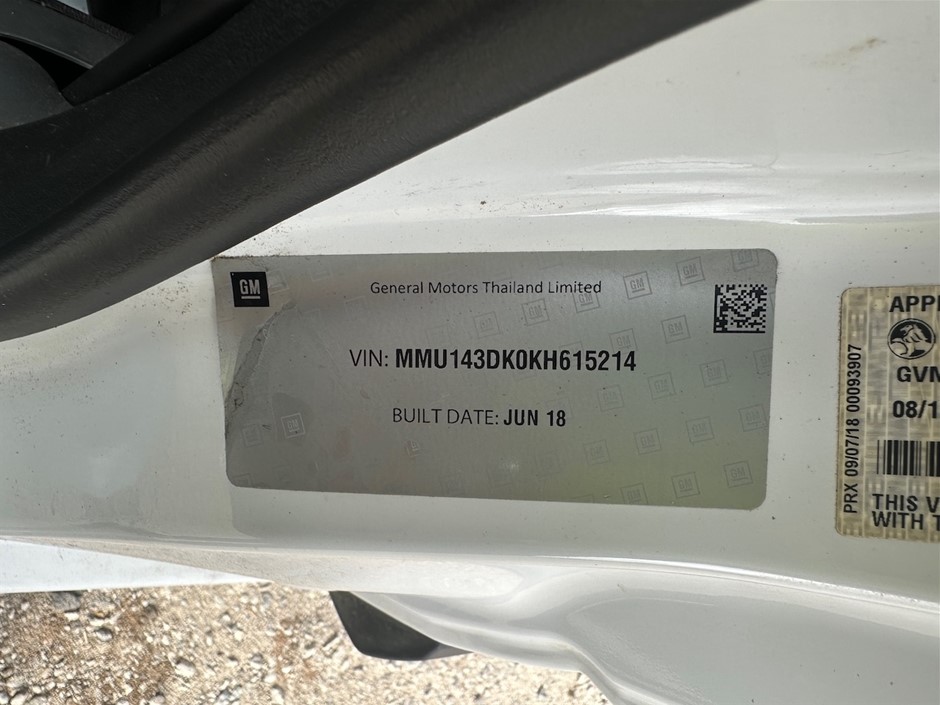 GM
General Motors Thailand Limited
VIN: MMU143DK0KH615214
BUILT DATE: JUN 18
PRX 09/07/18 00093907
GVM
08/1
THIS V
WITH T